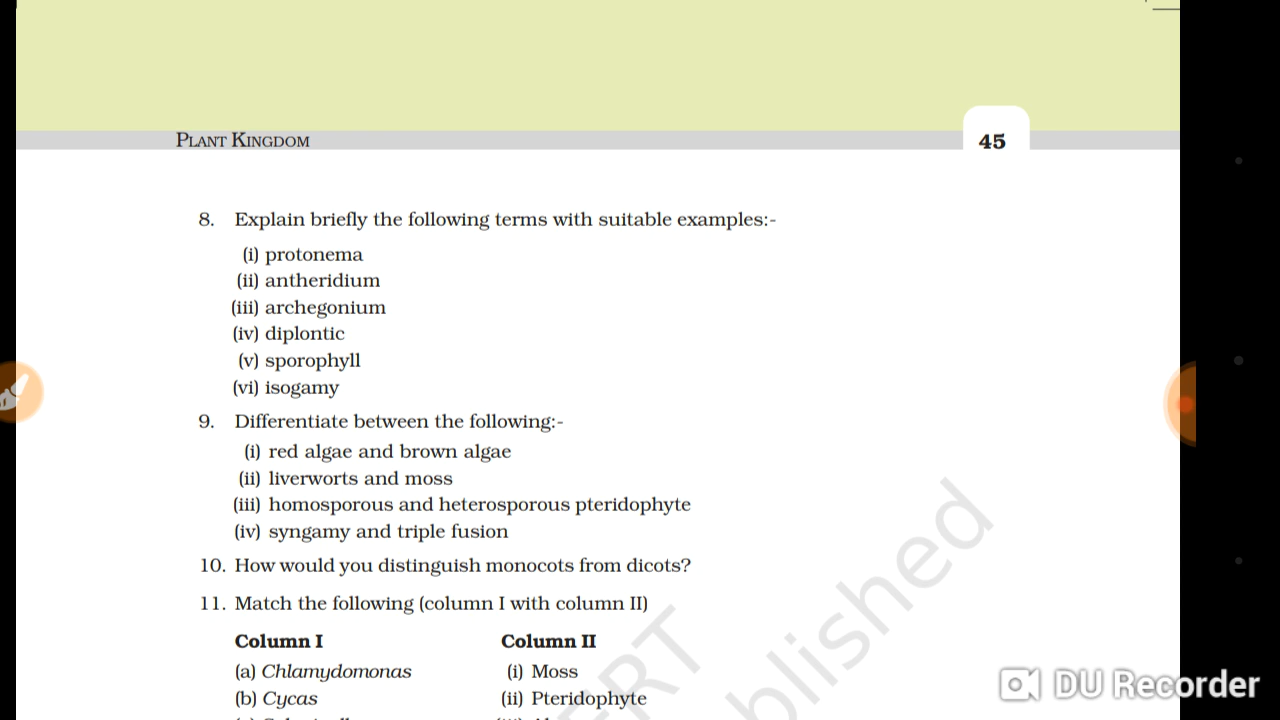 PLANT KINGDOM
45
8. Explain briefly the following terms with suitable examples:-
(i) protonema
(ii) antheridium
(iii) archegonium
(iv) diplontic
(v) sporophyll
(vi) isogamy
9. Differentiate between the following:-
(i) red algae and brown algae
(ii) liverworts and moss
(iii) homosporous and heterosporous pteridophyte
(iv) syngamy and triple fusion
10. How would you distinguish monocots from dicots?
11. Match the following (column I with column II)
Column I Column II
(a) Chlamydomonas (i) Moss
(b) Cycas (ii) Pteridophyte
DU Recorder